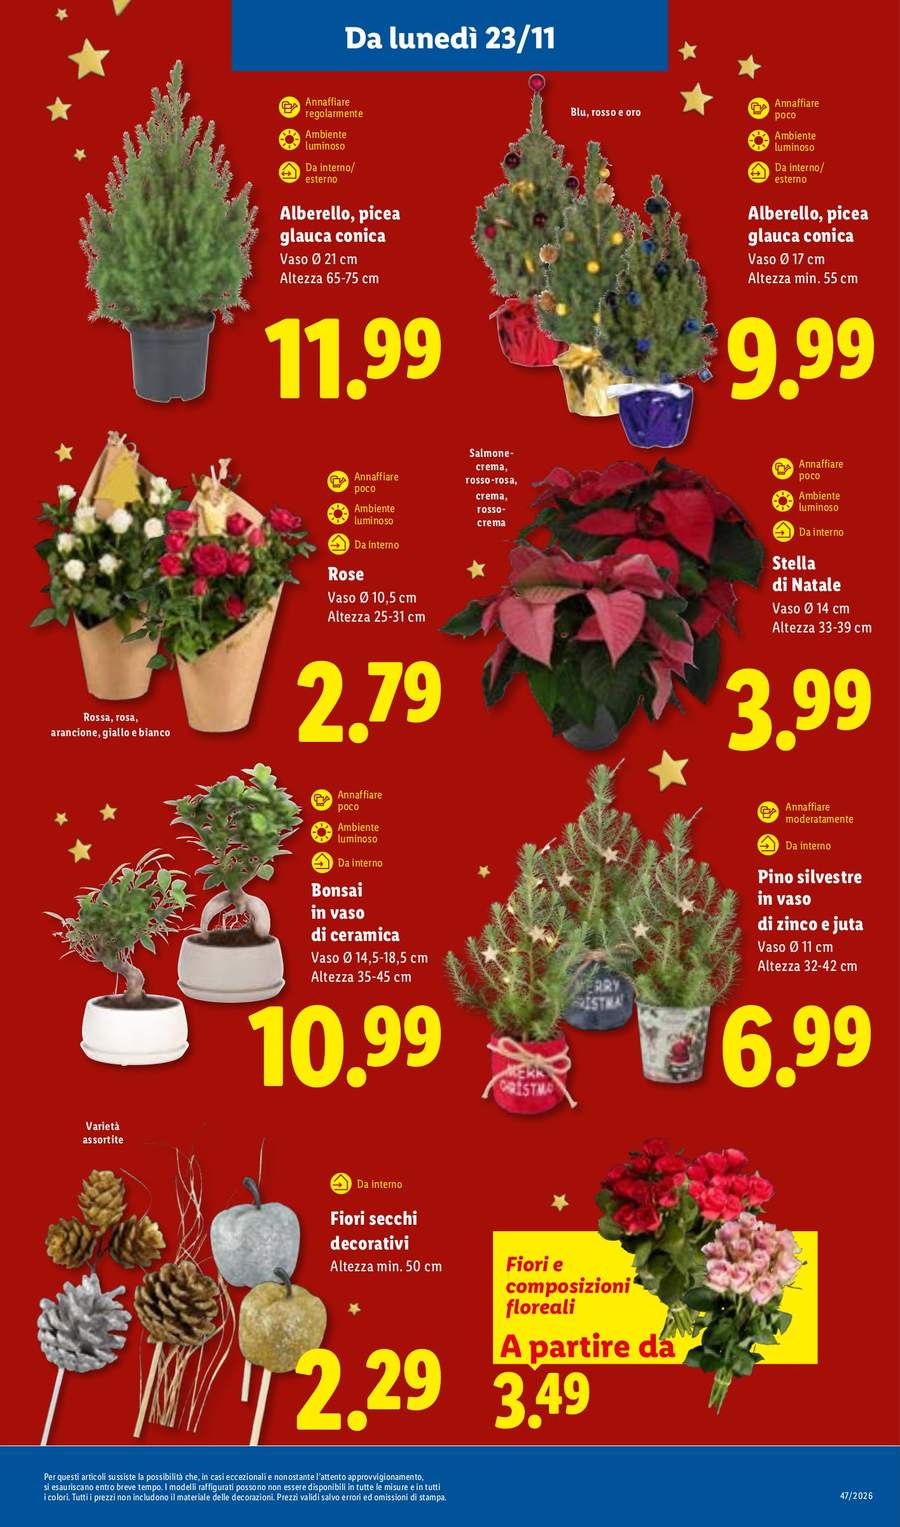 Da lunedì 23/11
Annaffiare
regolarmente
Ambiente
luminoso
Da interno/
esterno
Alberello, picea
glauca conica
Vaso Ø 21 cm
Altezza 65-75 cm
11.99
Blu, rosso e oro
Annaffiare
poco
Ambiente
luminoso
Da interno/
esterno
Alberello, picea
glauca conica
Vaso Ø 17 cm
Altezza min. 55 cm
9.99
Annaffiare
poco
Ambiente
luminoso
Da interno
Rose
Vaso Ø 10,5 cm
Altezza 25-31 cm
2.79
Rossa, rosa,
arancione, giallo e bianco
Salmone-
crema,
rosso-rosa,
crema,
rosso-
crema
Annaffiare
poco
Ambiente
luminoso
Da interno
Stella
di Natale
Vaso Ø 14 cm
Altezza 33-39 cm
3.99
Annaffiare
poco
Ambiente
luminoso
Da interno
Bonsai
in vaso
di ceramica
Vaso Ø 14,5-18,5 cm
Altezza 35-45 cm
10.99
Annaffiare
moderatamente
Da interno
Pino silvestre
in vaso
di zinco e juta
Vaso Ø 11 cm
Altezza 32-42 cm
6.99
MERRY
CHRISTMA
MERRY
Varietà
assortite
Da interno
Fiori secchi
decorativi
Altezza min. 50 cm
2.29
Fiori e
composizioni
floreali
A partire da
3.49
Per questi articoli sussiste la possibilità che, in casi eccezionali e nonostante l'attento approvvigionamento,
si esauriscano entro breve tempo. I modelli raffigurati possono non essere disponibili in tutte le misure e in tutti
i colori. Tutti i prezzi non includono il materiale delle decorazioni. Prezzi validi salvo errori ed omissioni di stampa.
47/2026